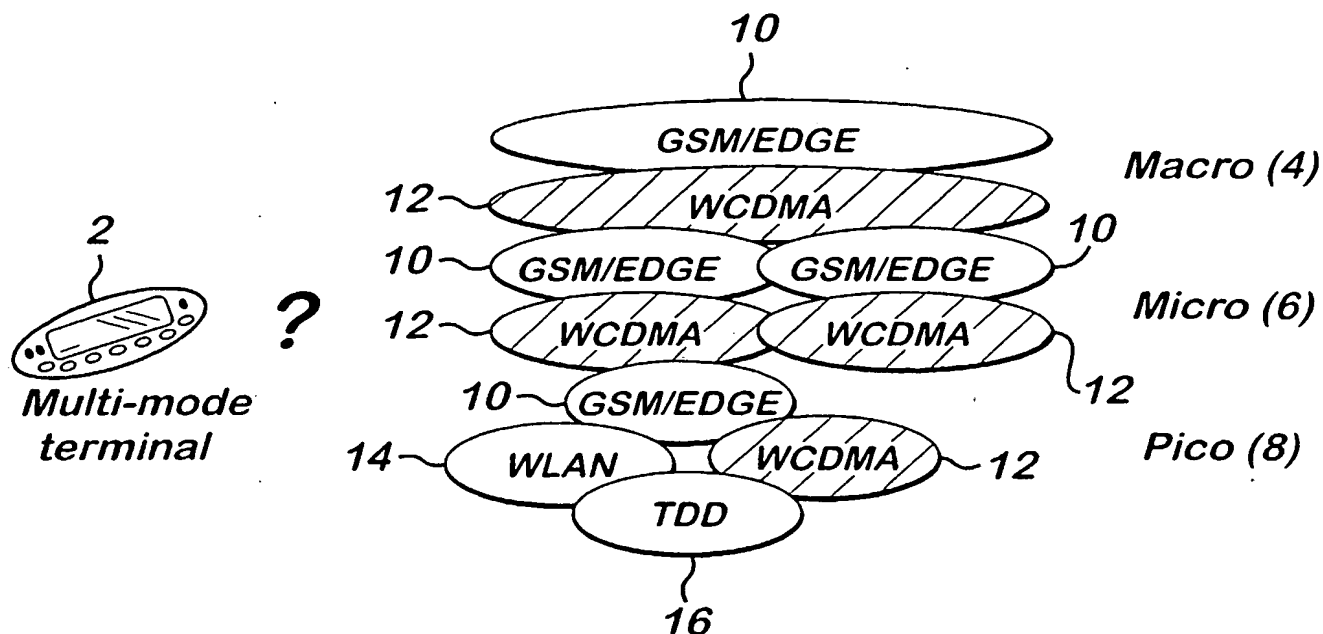 10
GSM/EDGE
Macro (4)
12
WCDMA
2
10
GSM/EDGE
GSM/EDGE
10
?
12
WCDMA
WCDMA
12
Micro (6)
Multi-mode
terminal
10
GSM/EDGE
14
WLAN
WCDMA
12
Pico (8)
TDD
16